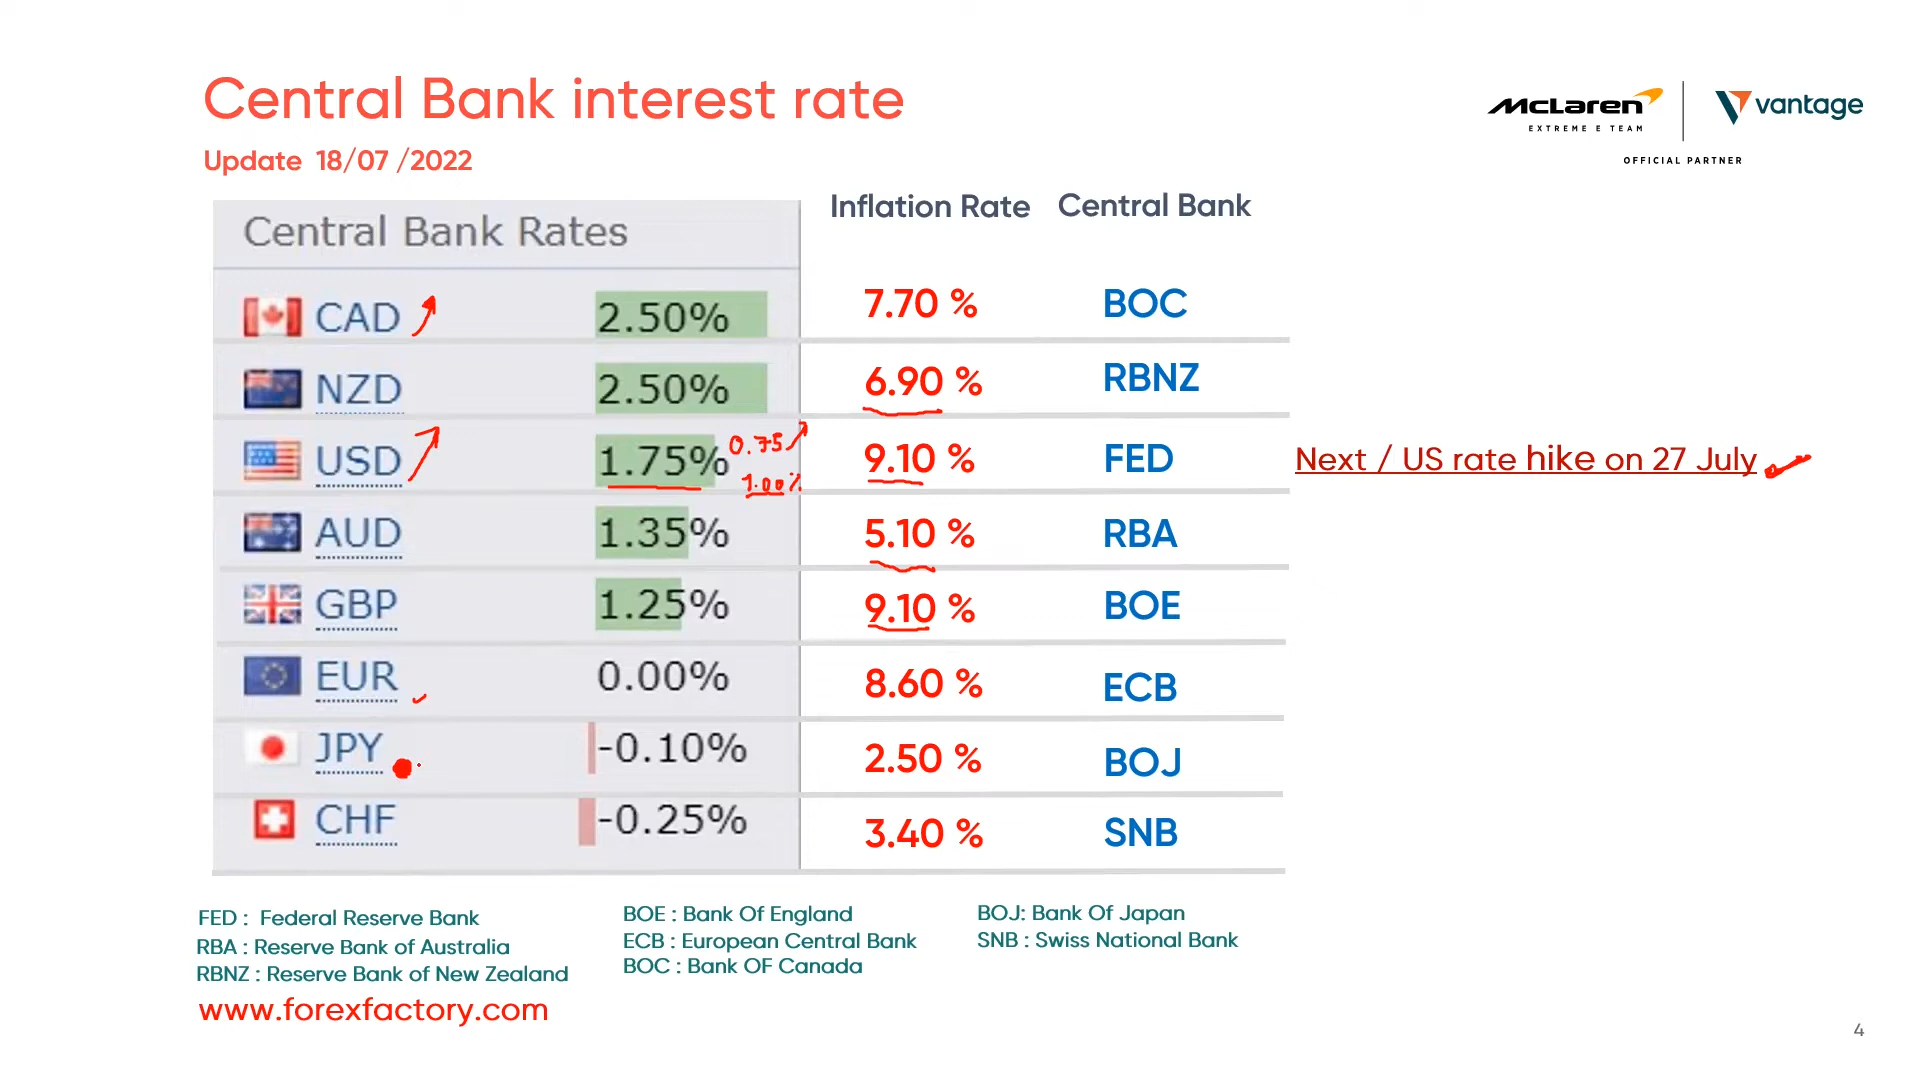 Central Bank interest rate
Update 18/07 /2022
McLaren
EXTREME E TEAM
vantage
OFFICIAL PARTNER
Inflation Rate Central Bank
Central Bank Rates
CAD 2.50% 7.70 % BOC
NZD 2.50% 6.90 % RBNZ
USD 1.75% 0.75 1.00% 9.10 % FED Next / US rate hike on 27 July
AUD 1.35% 5.10 % RBA
GBP 1.25% 9.10 % BOE
EUR 0.00% 8.60 % ECB
JPY -0.10% 2.50 % BOJ
CHF -0.25% 3.40 % SNB
FED : Federal Reserve Bank
RBA : Reserve Bank of Australia
RBNZ : Reserve Bank of New Zealand
BOE : Bank Of England
ECB : European Central Bank
BOC : Bank OF Canada
BOJ: Bank Of Japan
SNB : Swiss National Bank
www.forexfactory.com
4